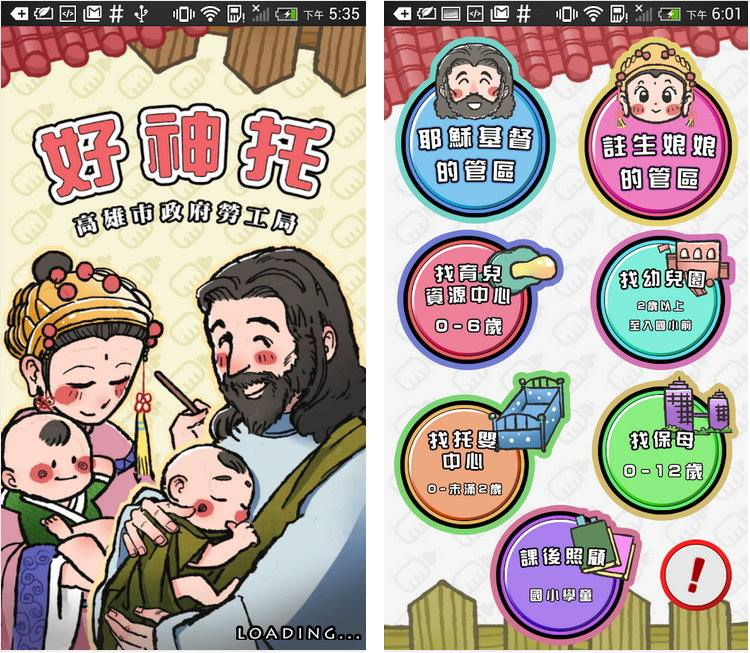 下午 5:35
好神托
高雄市政府勞工局
LOADING...
下午 6:01
耶穌基督
的管區
註生娘娘
的管區
找育兒
資源中心
0-6歲
找幼兒園
2歲以上
至入國小前
找托嬰
中心
0-未滿2歲
找保母
0-12歲
課後照顧
國小學童
!